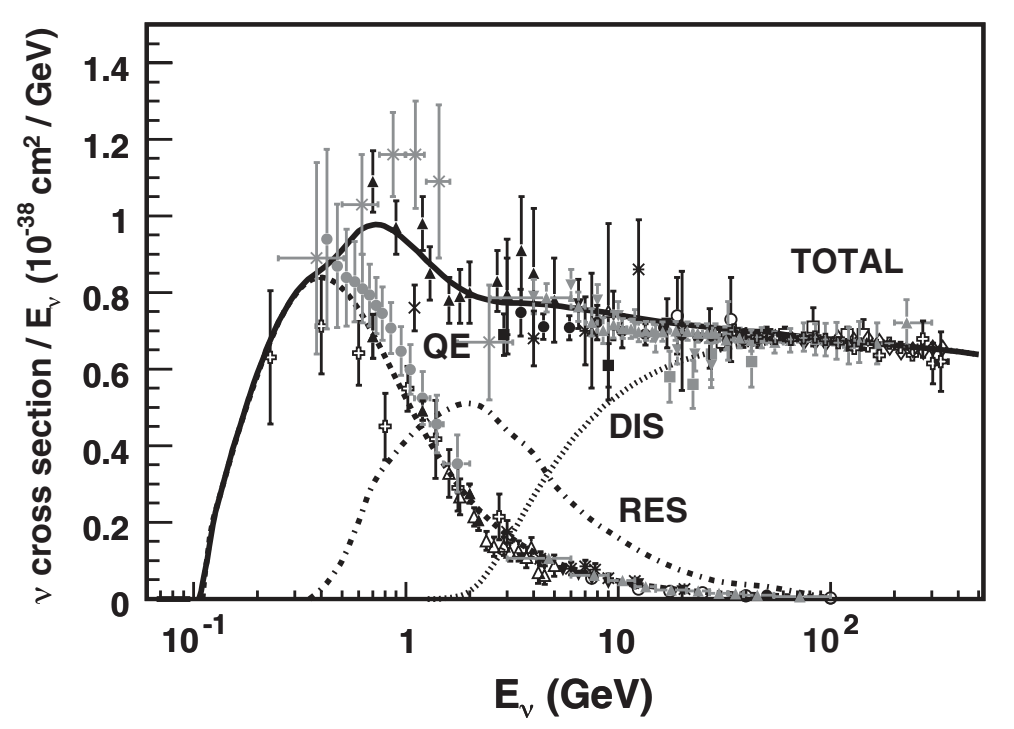 ν cross section / Eν (10⁻³⁸ cm² / GeV)
1.4
1.2
1
0.8
0.6
0.4
0.2
0
TOTAL
QE
DIS
RES
10⁻¹ 1 10 10²
Eν (GeV)